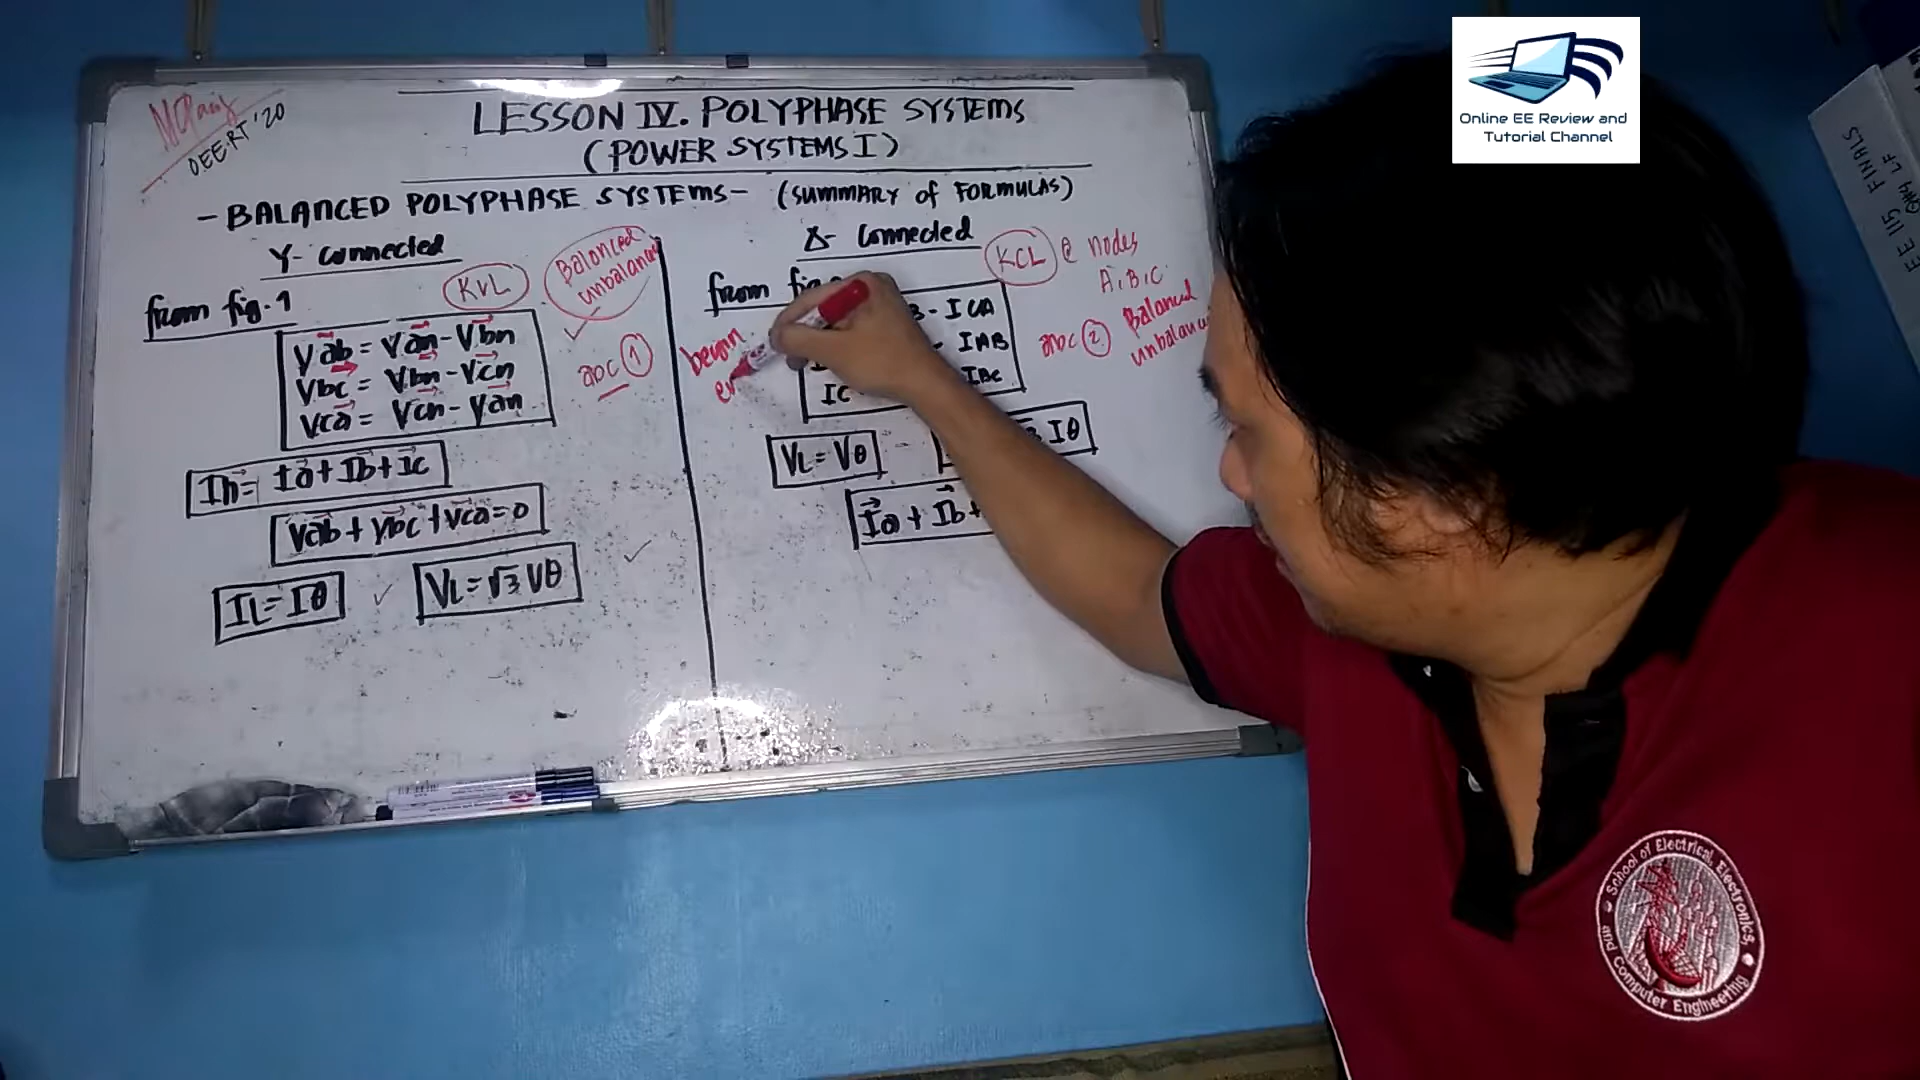 OEE.RT '20
LESSON IV. POLYPHASE SYSTEMS
(POWER SYSTEMS I)
- BALANCED POLYPHASE SYSTEMS - (SUMMARY of FORMULAS)
Y- Connected
from fig. 1
KVL
Balanced
unbalanced
Vab = Van - Vbn
Vbc = Vbn - Vcn
Vca = Vcn - Van
abc 1
In = Ia + Ib + Ic
Vab + Vbc + Vca = 0
IL = Iθ
VL = √3 Vθ
Δ- Connected
from fig
KCL @ nodes
A, B, C
Balanced
unbalanc
abc 2
B - ICA
- IAB
IBC
IC
VL = Vθ
Iθ
Ia + Ib +
Online EE Review and
Tutorial Channel
School of Electrical, Electronics,
and Computer Engineering
EE 115 FINALS